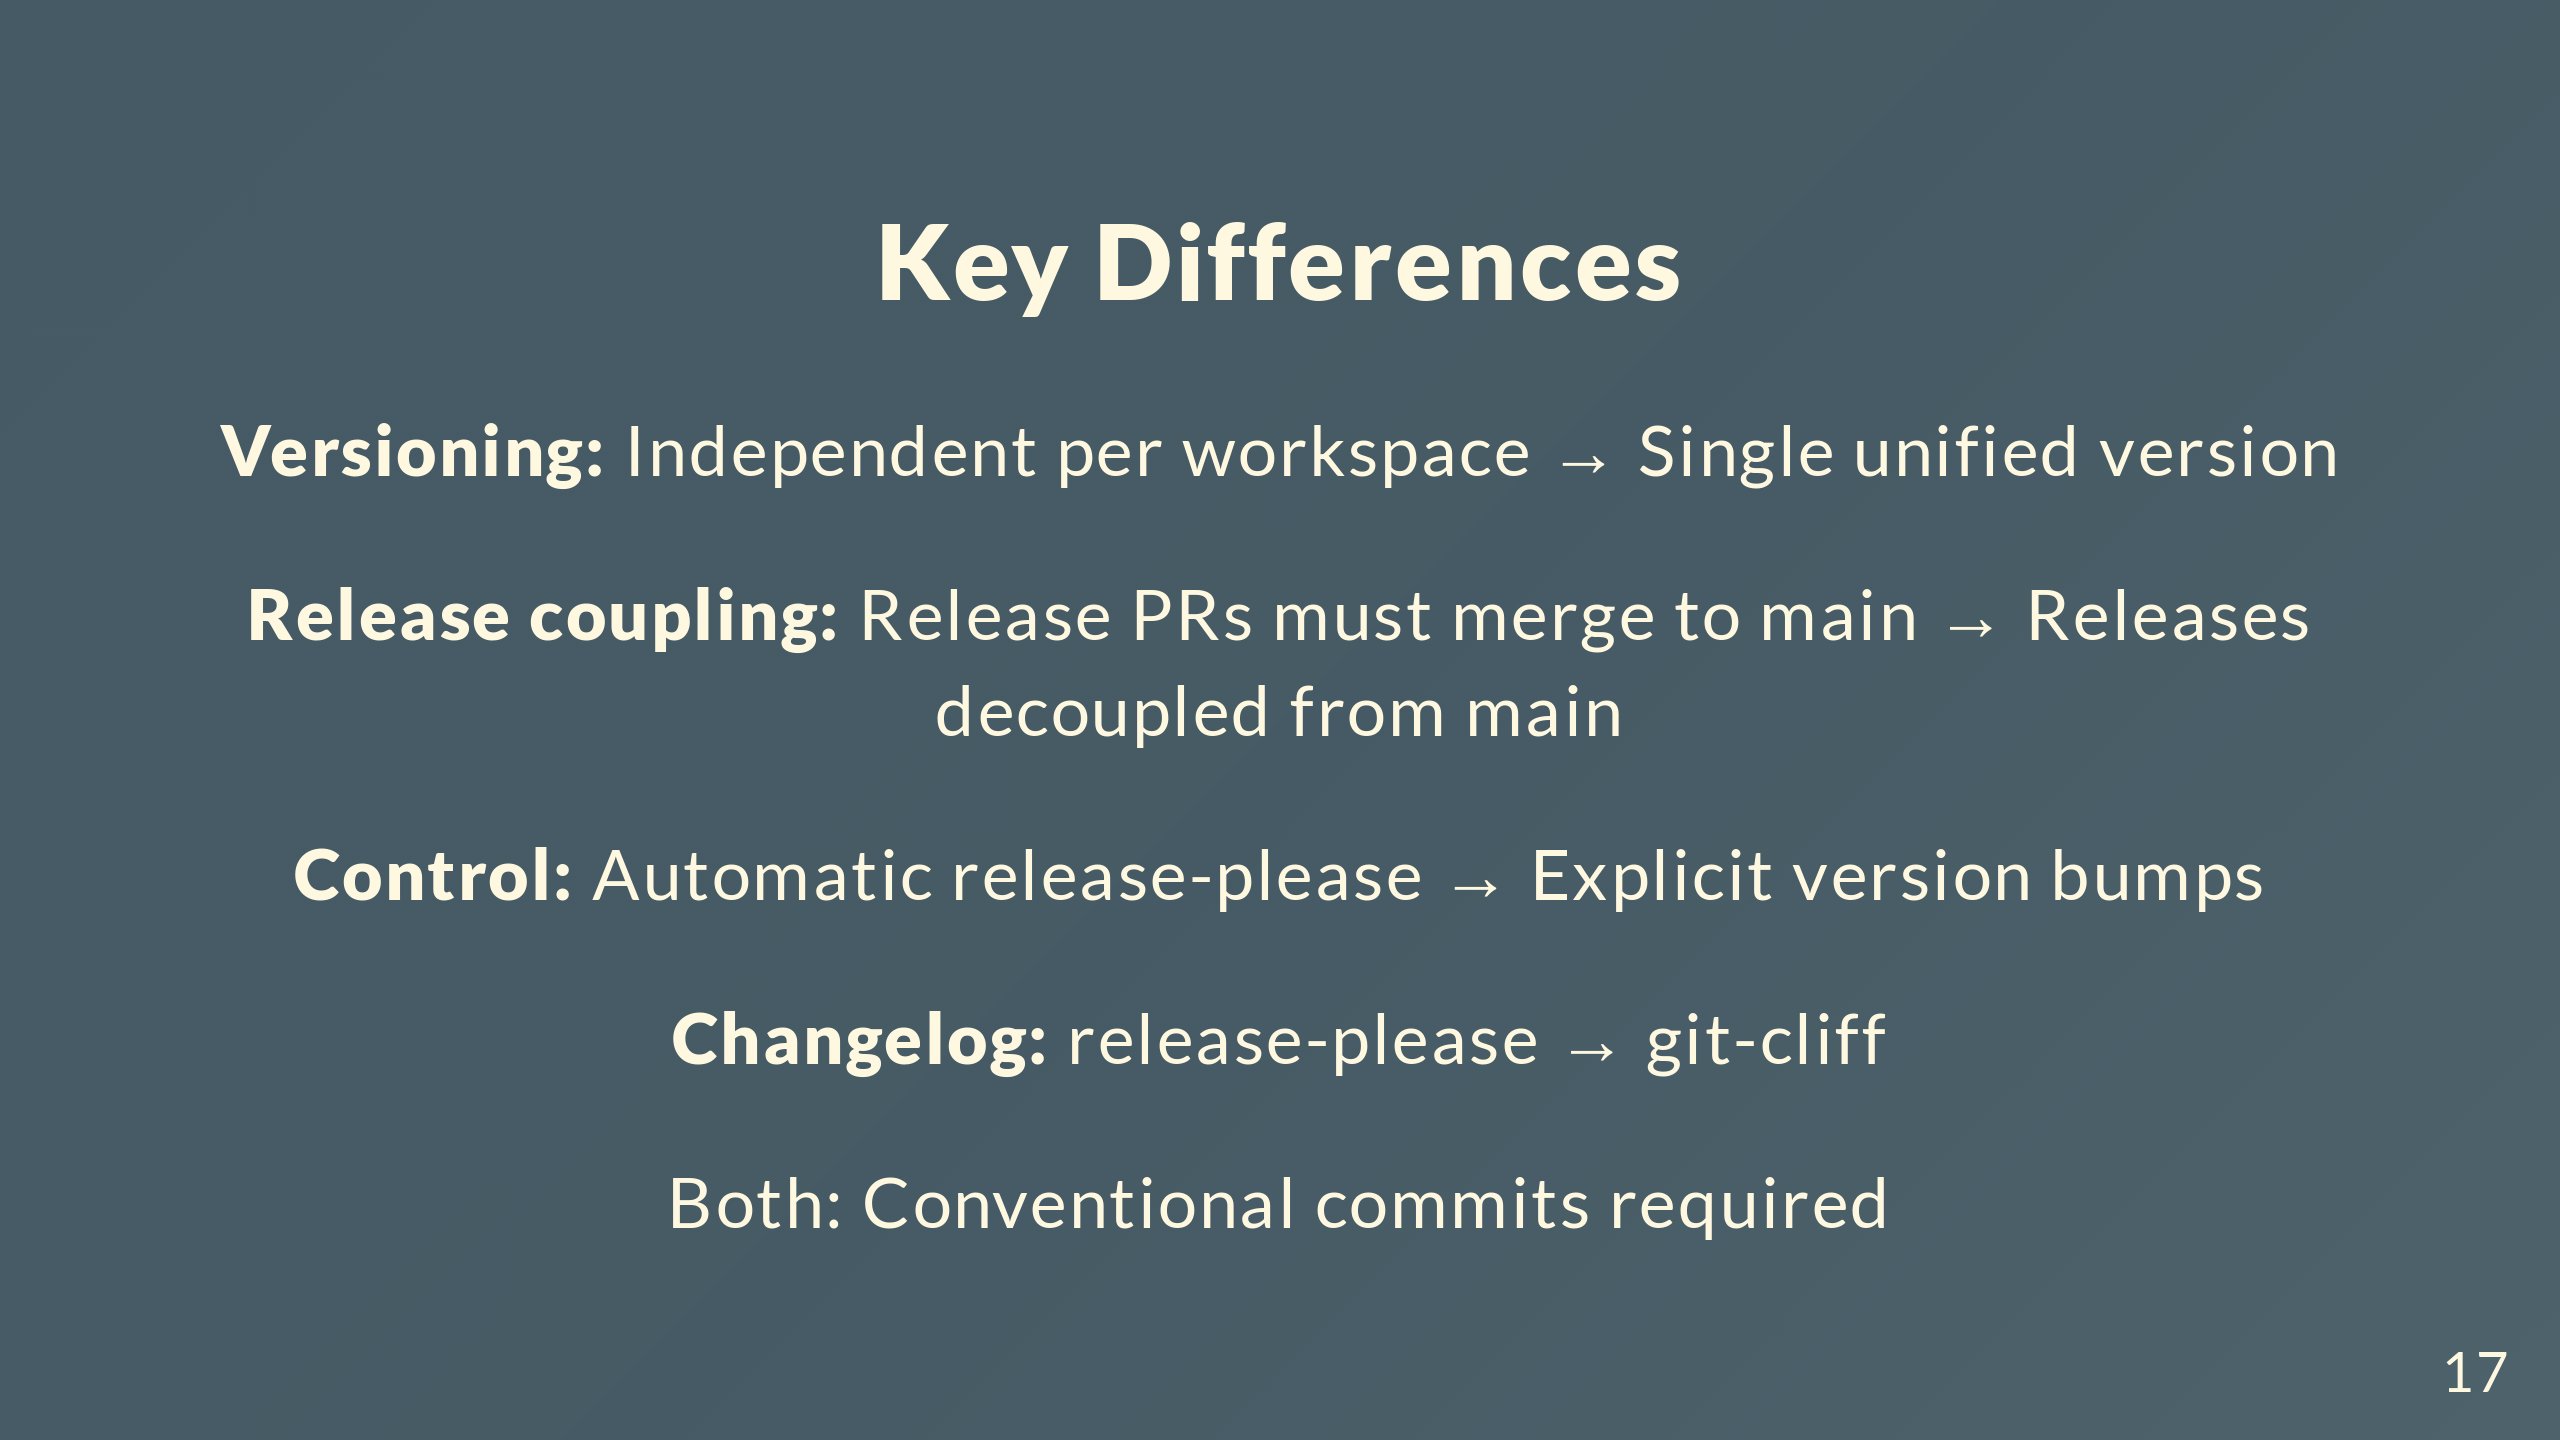 Key Differences
Versioning: Independent per workspace → Single unified version
Release coupling: Release PRs must merge to main → Releases
decoupled from main
Control: Automatic release-please → Explicit version bumps
Changelog: release-please → git-cliff
Both: Conventional commits required
17